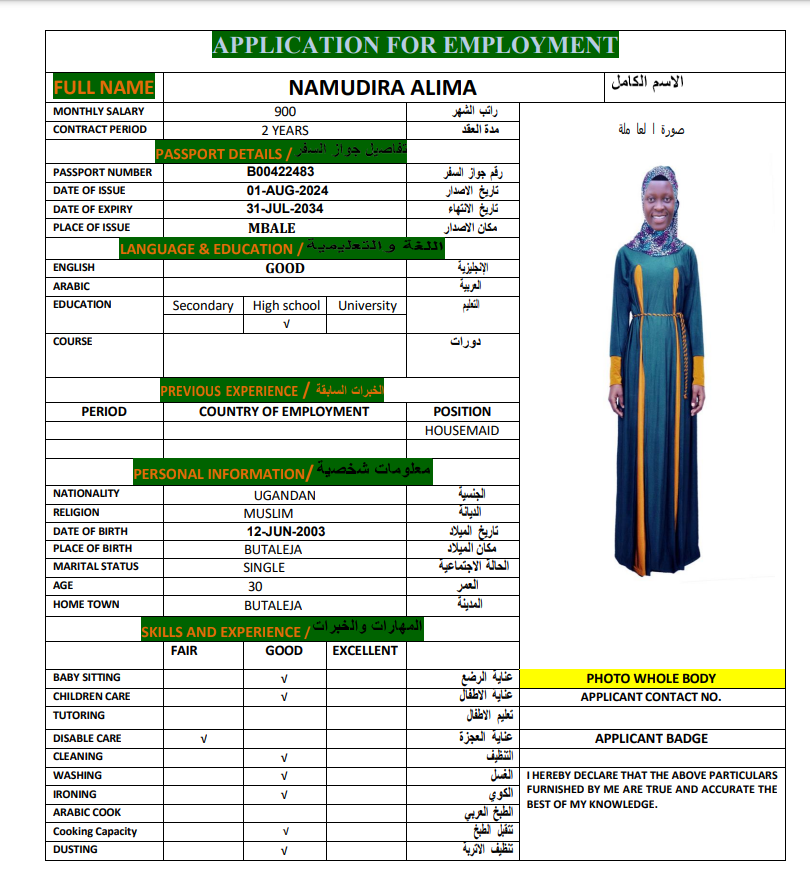 APPLICATION FOR EMPLOYMENT
FULL NAME NAMUDIRA ALIMA الاسم الكامل
MONTHLY SALARY 900 راتب الشهر
CONTRACT PERIOD 2 YEARS مدة العقد
صورة ا لعا ملة
PASSPORT DETAILS / تفاصيل جواز السفر
PASSPORT NUMBER B00422483 رقم جواز السفر
DATE OF ISSUE 01-AUG-2024 تاريخ الاصدار
DATE OF EXPIRY 31-JUL-2034 تاريخ الانتهاء
PLACE OF ISSUE MBALE مكان الاصدار
LANGUAGE & EDUCATION / اللغة و التعليمية
ENGLISH GOOD الإنجليزية
ARABIC العربية
EDUCATION Secondary High school University التعليم
√
COURSE دورات
PREVIOUS EXPERIENCE / الخبرات السابقة
PERIOD COUNTRY OF EMPLOYMENT POSITION
HOUSEMAID
PERSONAL INFORMATION/ معلومات شخصية
NATIONALITY UGANDAN الجنسية
RELIGION MUSLIM الديانة
DATE OF BIRTH 12-JUN-2003 تاريخ الميلاد
PLACE OF BIRTH BUTALEJA مكان الميلاد
MARITAL STATUS SINGLE الحالة الاجتماعية
AGE 30 العمر
HOME TOWN BUTALEJA المدينة
SKILLS AND EXPERIENCE / المهارات والخبرات
FAIR GOOD EXCELLENT
BABY SITTING √ عناية الرضع PHOTO WHOLE BODY
CHILDREN CARE √ عناية الاطفال APPLICANT CONTACT NO.
TUTORING تعليم الاطفال
DISABLE CARE √ عناية العجزة APPLICANT BADGE
CLEANING √ التنظيف
WASHING √ الغسل
IRONING √ الكوي
ARABIC COOK الطبخ العربي
Cooking Capacity √ تتقبل الطبخ
DUSTING √ تنظيف الاتربة
I HEREBY DECLARE THAT THE ABOVE PARTICULARS
FURNISHED BY ME ARE TRUE AND ACCURATE THE
BEST OF MY KNOWLEDGE.